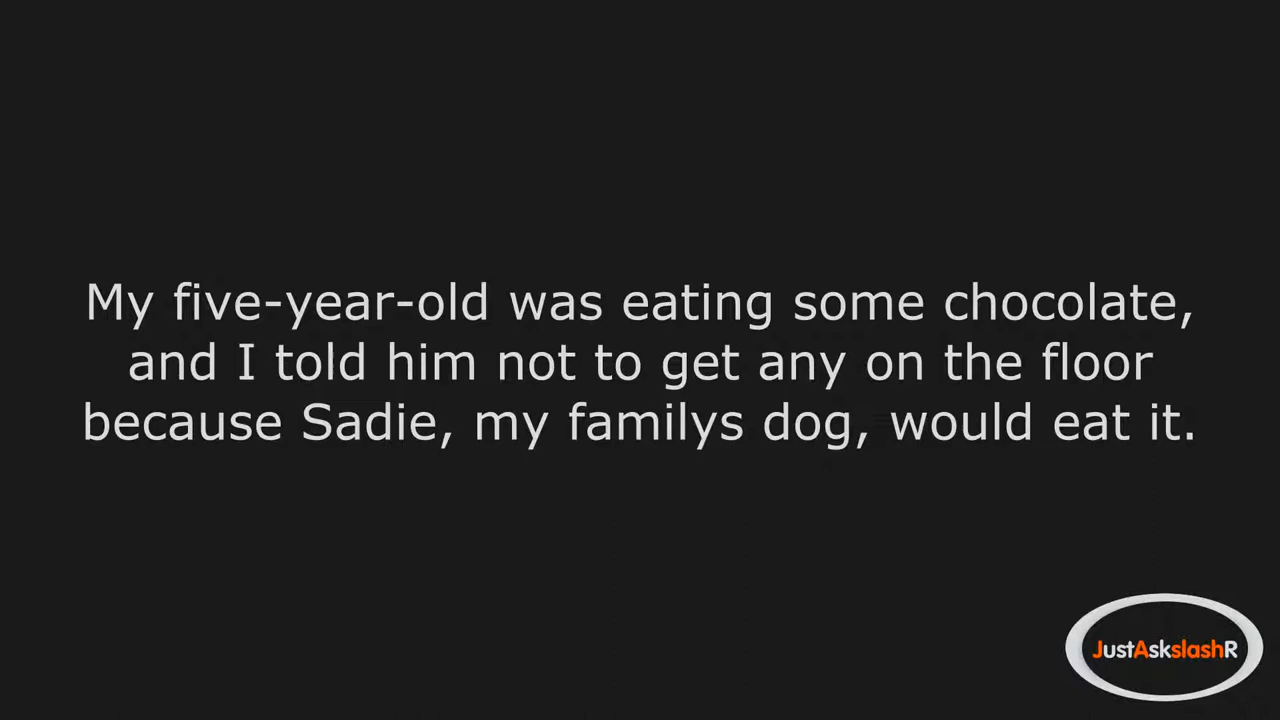 My five-year-old was eating some chocolate,
and I told him not to get any on the floor
because Sadie, my familys dog, would eat it.
JustAskslashR